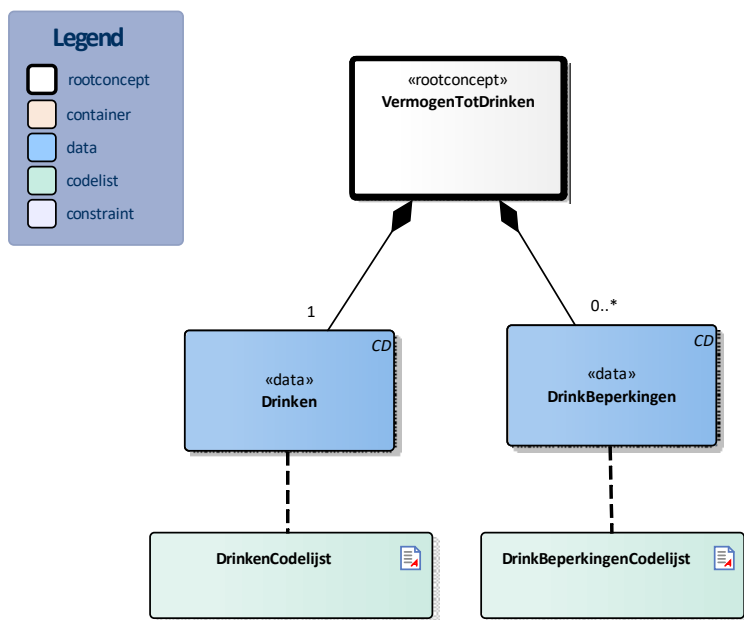 Legend
rootconcept
container
data
codelist
constraint
«rootconcept»
VermogenTotDrinken
1
0..*
CD
«data»
Drinken
CD
«data»
DrinkBeperkingen
DrinkenCodelijst
DrinkBeperkingenCodelijst